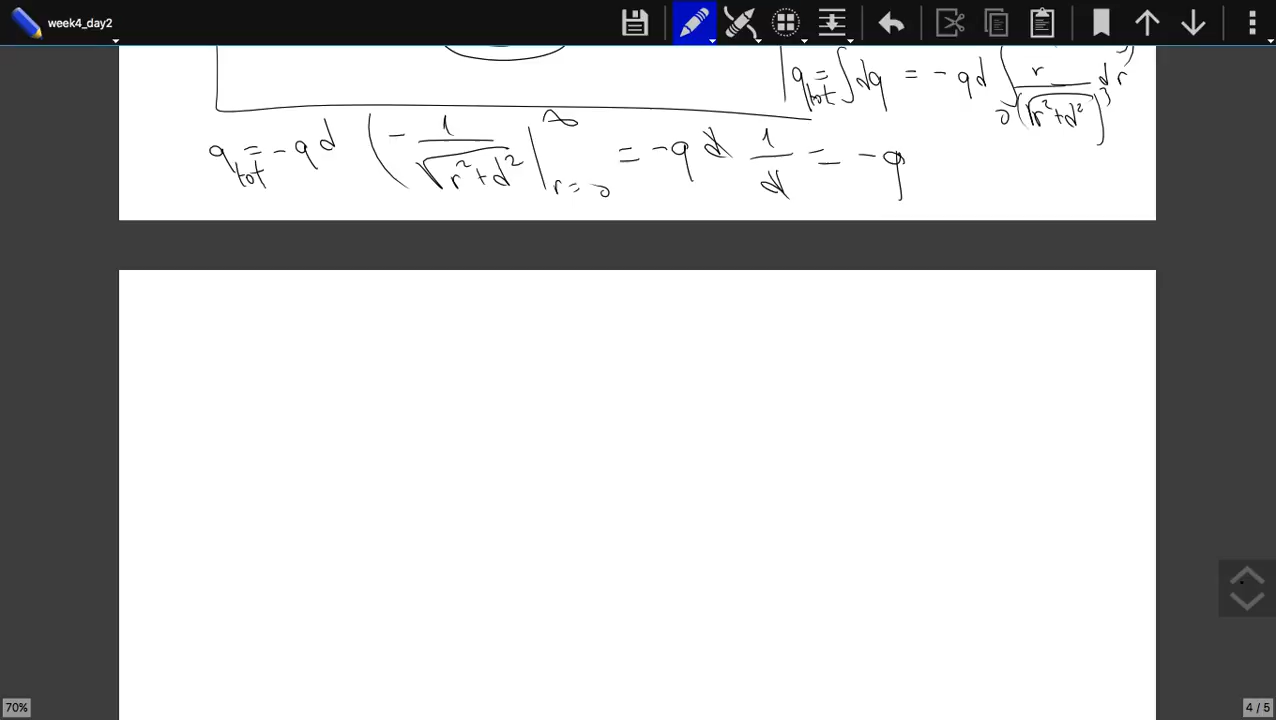 week4_day2
q_tot = ∫dq = - qd ∫_0 r/(√(r²+d²))³ dr
q_tot = - qd (- 1/√(r²+d²) |_{r=0}^∞ = - q d 1/d = - q
70%
4 / 5